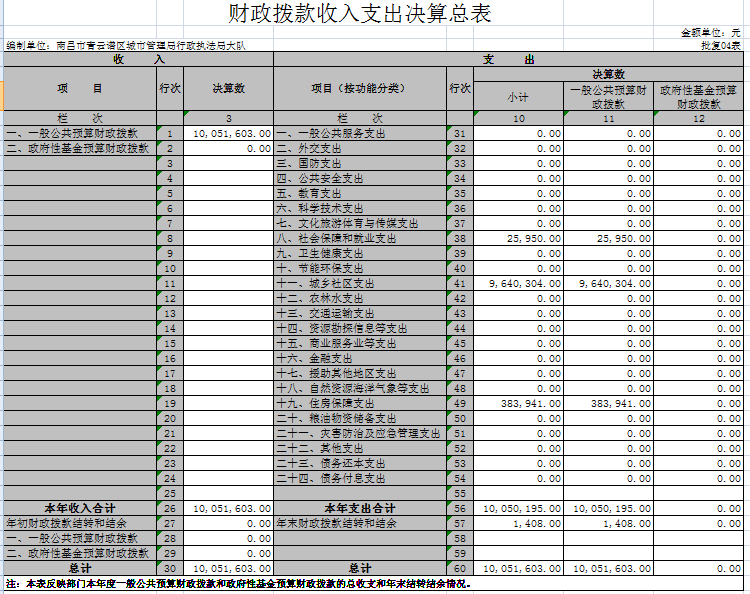 财政拨款收入支出决算总表
金额单位：元
编制单位：南昌市青云谱区城市管理局行政执法局大队 批复04表
收 入 支 出
项 目 行次 决算数 项目（按功能分类） 行次 决算数
小计 一般公共预算财政拨款 政府性基金预算财政拨款
栏 次 3 栏 次 10 11 12
一、一般公共预算财政拨款 1 10,051,603.00 一、一般公共服务支出 31 0.00 0.00 0.00
二、政府性基金预算财政拨款 2 0.00 二、外交支出 32 0.00 0.00 0.00
3 三、国防支出 33 0.00 0.00 0.00
4 四、公共安全支出 34 0.00 0.00 0.00
5 五、教育支出 35 0.00 0.00 0.00
6 六、科学技术支出 36 0.00 0.00 0.00
7 七、文化旅游体育与传媒支出 37 0.00 0.00 0.00
8 八、社会保障和就业支出 38 25,950.00 25,950.00 0.00
9 九、卫生健康支出 39 0.00 0.00 0.00
10 十、节能环保支出 40 0.00 0.00 0.00
11 十一、城乡社区支出 41 9,640,304.00 9,640,304.00 0.00
12 十二、农林水支出 42 0.00 0.00 0.00
13 十三、交通运输支出 43 0.00 0.00 0.00
14 十四、资源勘探信息等支出 44 0.00 0.00 0.00
15 十五、商业服务业等支出 45 0.00 0.00 0.00
16 十六、金融支出 46 0.00 0.00 0.00
17 十七、援助其他地区支出 47 0.00 0.00 0.00
18 十八、自然资源海洋气象等支出 48 0.00 0.00 0.00
19 十九、住房保障支出 49 383,941.00 383,941.00 0.00
20 二十、粮油物资储备支出 50 0.00 0.00 0.00
21 二十一、灾害防治及应急管理支出 51 0.00 0.00 0.00
22 二十二、其他支出 52 0.00 0.00 0.00
23 二十三、债务还本支出 53 0.00 0.00 0.00
24 二十四、债务付息支出 54 0.00 0.00 0.00
25 55
本年收入合计 26 10,051,603.00 本年支出合计 56 10,050,195.00 10,050,195.00 0.00
年初财政拨款结转和结余 27 0.00 年末财政拨款结转和结余 57 1,408.00 1,408.00 0.00
一、一般公共预算财政拨款 28 0.00 58
二、政府性基金预算财政拨款 29 0.00 59
总计 30 10,051,603.00 总计 60 10,051,603.00 10,051,603.00 0.00
注：本表反映部门本年度一般公共预算财政拨款和政府性基金预算财政拨款的总收支和年末结转结余情况。